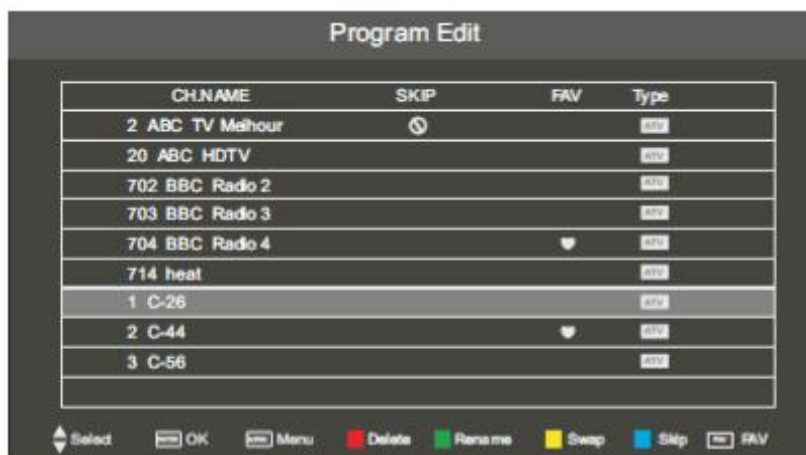 Program Edit
CH.NAME SKIP FAV Type
2 ABC TV Melhour ATV
20 ABC HDTV ATV
702 BBC Radio 2 ATV
703 BBC Radio 3 ATV
704 BBC Radio 4 ATV
714 heat ATV
1 C-26 ATV
2 C-44 ATV
3 C-56 ATV
Select OK Menu Delete Rename Swap Skip FAV